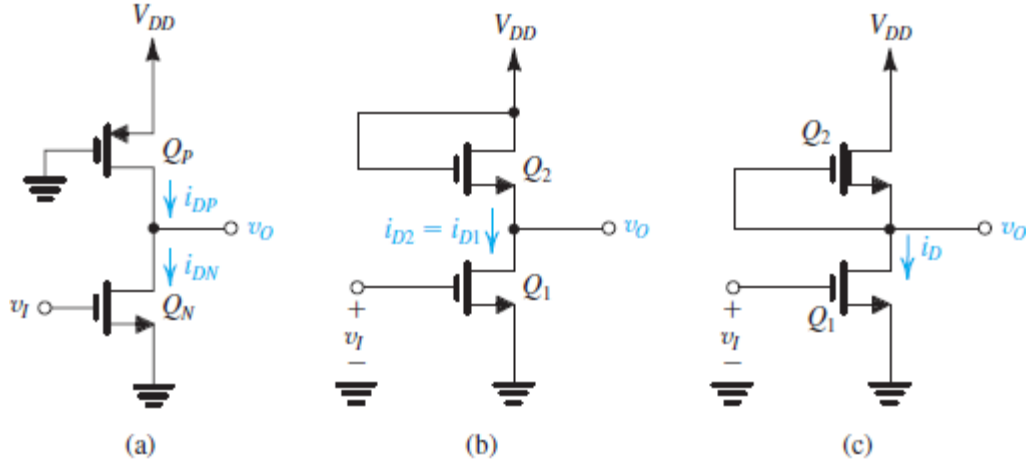 V_DD
Q_P
i_DP
v_O
i_DN
v_I
Q_N
(a)
V_DD
Q_2
i_D2 = i_D1
v_O
Q_1
+
v_I
−
(b)
V_DD
Q_2
v_O
i_D
Q_1
+
v_I
−
(c)